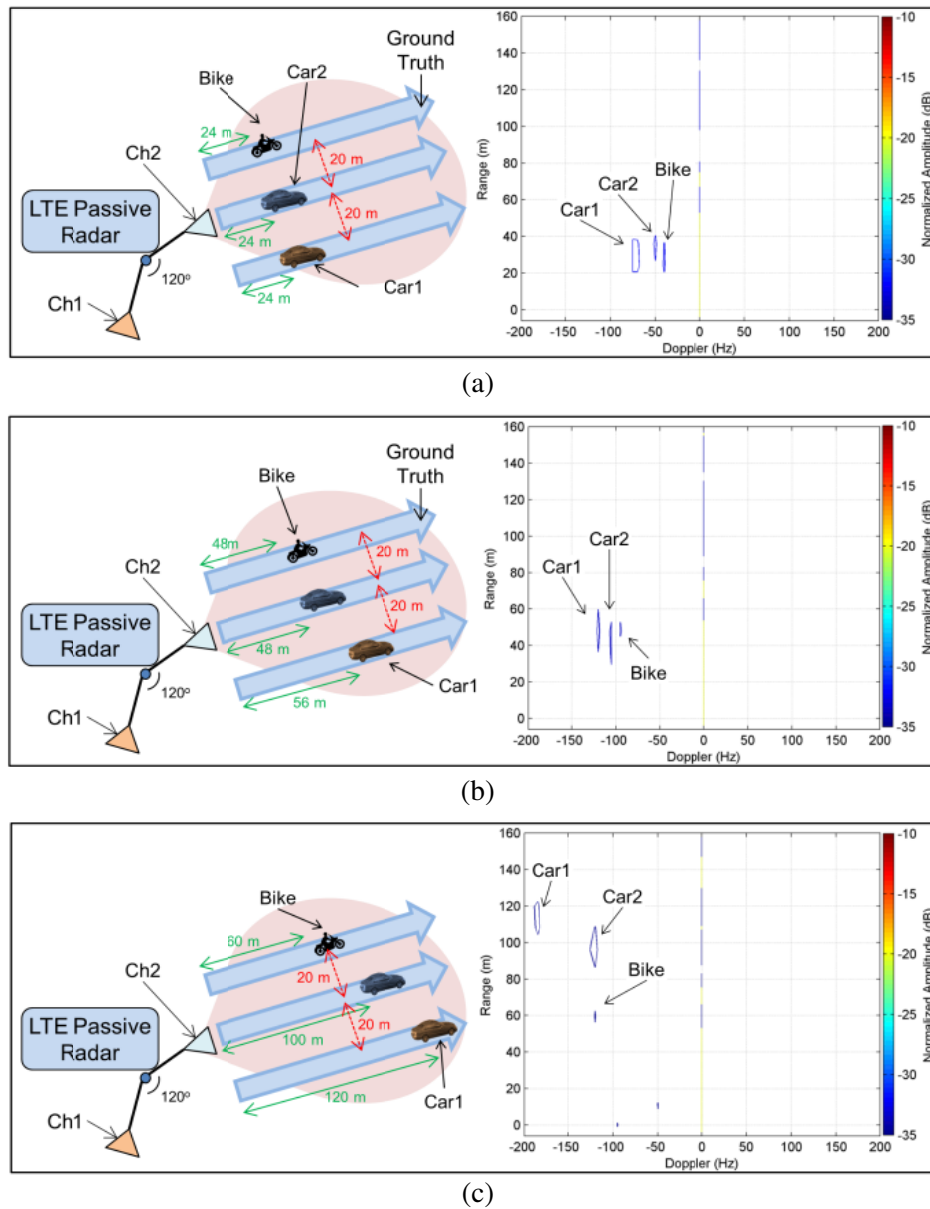 Ground
Truth
Bike
Car2
24 m
Ch2
20 m
LTE Passive
Radar
20 m
24 m
120°
24 m
Car1
Ch1
160
140
120
100
80
60
40
20
0
Range (m)
Car1
Car2
Bike
-200 -150 -100 -50 0 50 100 150 200
Doppler (Hz)
-10
-15
-20
-25
-30
-35
Normalized Amplitude (dB)
(a)
Ground
Truth
Bike
48m
Ch2
20 m
LTE Passive
Radar
20 m
48 m
120°
56 m
Car1
Ch1
160
140
120
100
80
60
40
20
0
Range (m)
Car1
Car2
Bike
-200 -150 -100 -50 0 50 100 150 200
Doppler (Hz)
-10
-15
-20
-25
-30
-35
Normalized Amplitude (dB)
(b)
Bike
60 m
Ch2
20 m
LTE Passive
Radar
20 m
100 m
120°
120 m
Car1
Ch1
160
140
120
100
80
60
40
20
0
Range (m)
Car1
Car2
Bike
-200 -150 -100 -50 0 50 100 150 200
Doppler (Hz)
-10
-15
-20
-25
-30
-35
Normalized Amplitude (dB)
(c)